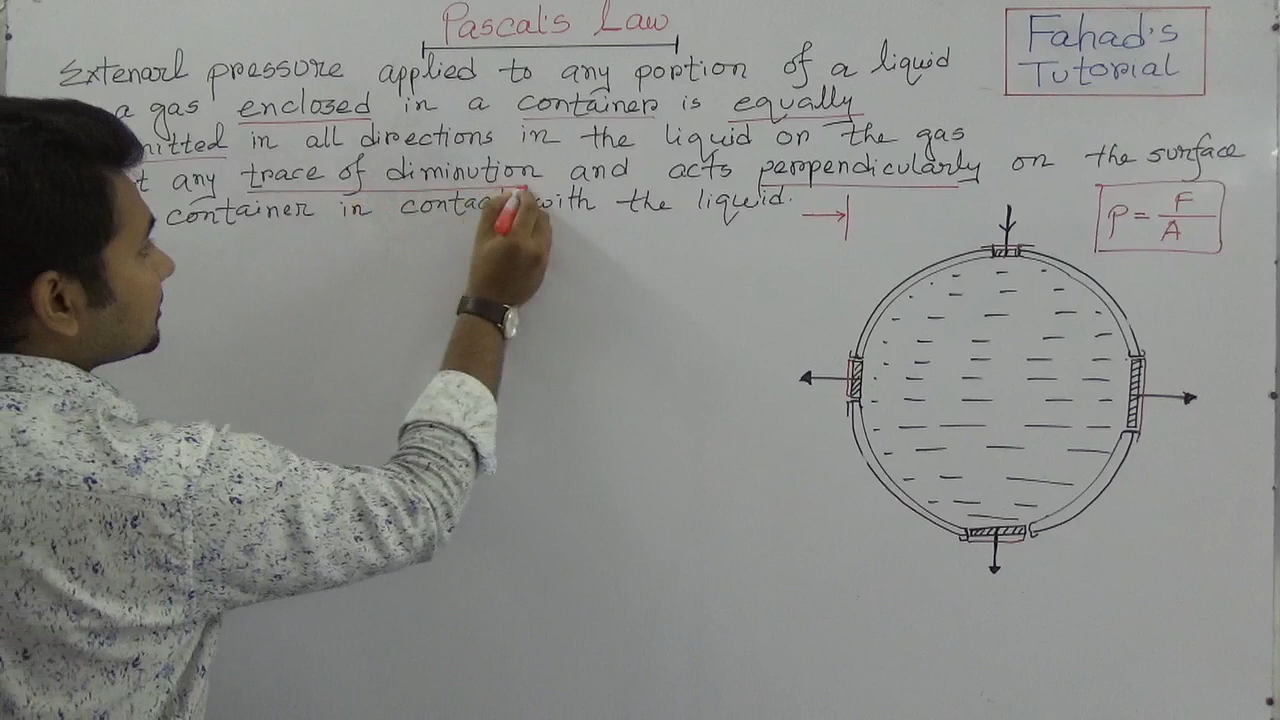 Pascal's Law
Fahad's
Tutorial
Extenarl pressure applied to any portion of a liquid
a gas enclosed in a container is equally
mitted in all directions in the liquid or the gas
any trace of diminution and acts perpendicularly on the surface
container in contact with the liquid.
P = F
A